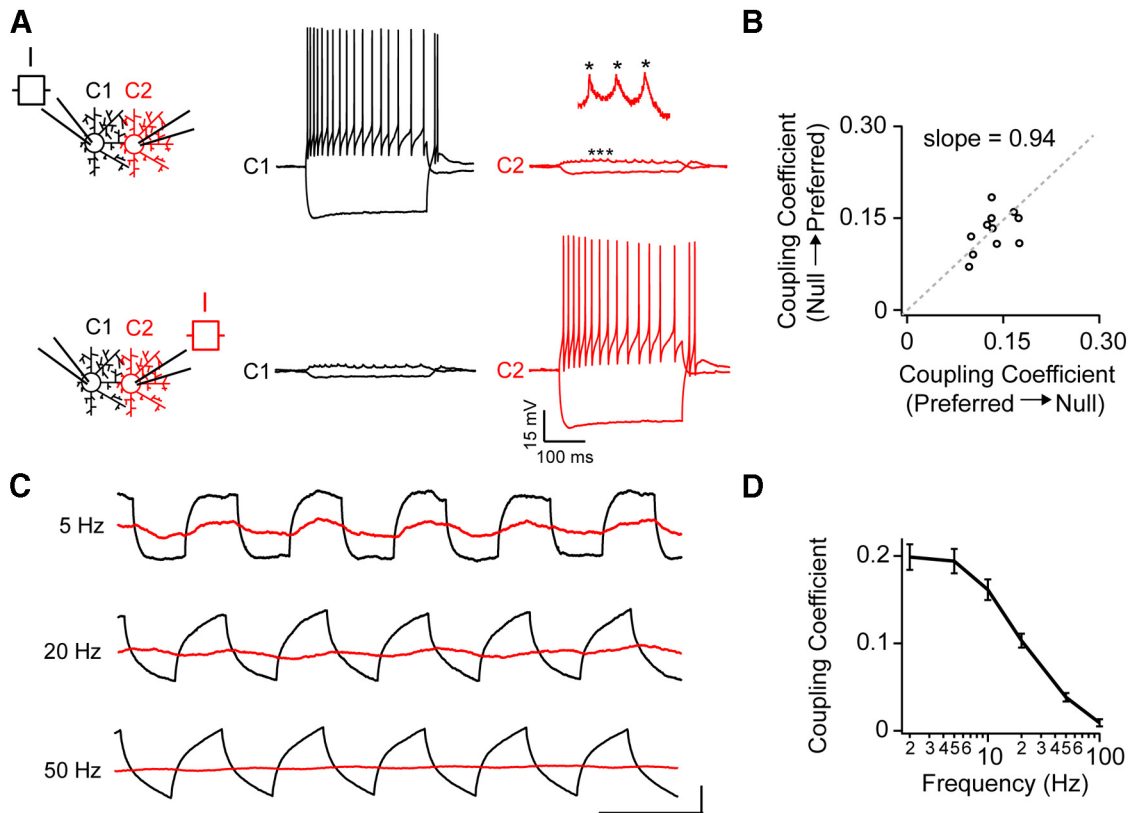 A
B
I
C1 C2
C1
* * *
C2
***
Coupling Coefficient
(Null → Preferred)
0.30
0.15
0
slope = 0.94
0 0.15 0.30
Coupling Coefficient
(Preferred → Null)
I
C1 C2
C1
C2
15 mV
100 ms
C
5 Hz
20 Hz
50 Hz
D
Coupling Coefficient
0.2
0.1
0
2 3 4 5 6 10 2 3 4 5 6 100
Frequency (Hz)